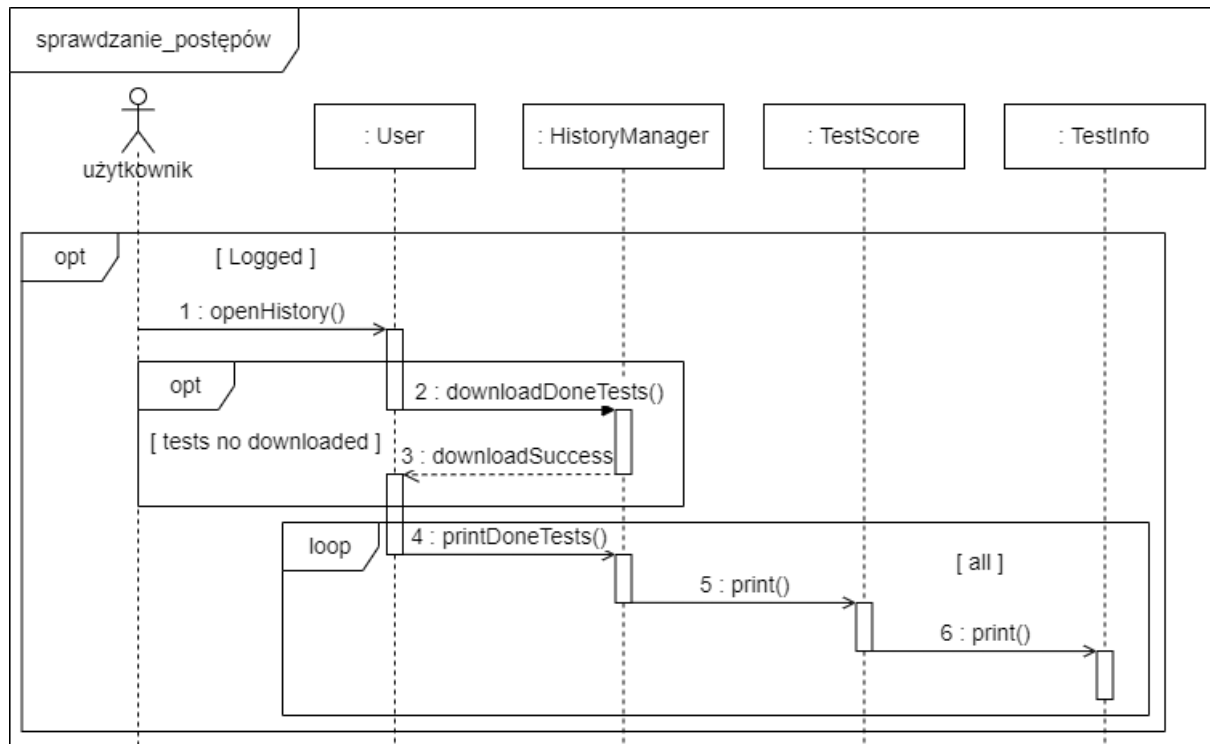 sprawdzanie_postępów
użytkownik
: User
: HistoryManager
: TestScore
: TestInfo
opt
[ Logged ]
1 : openHistory()
opt
[ tests no downloaded ]
2 : downloadDoneTests()
3 : downloadSuccess
loop
4 : printDoneTests()
[ all ]
5 : print()
6 : print()